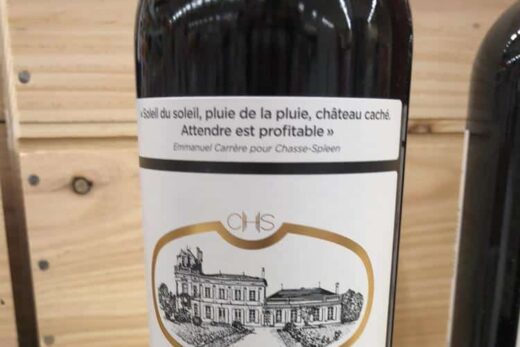 « Soleil du soleil, pluie de la pluie, château caché.
Attendre est profitable »
Emmanuel Carrère pour Chasse-Spleen
CHS